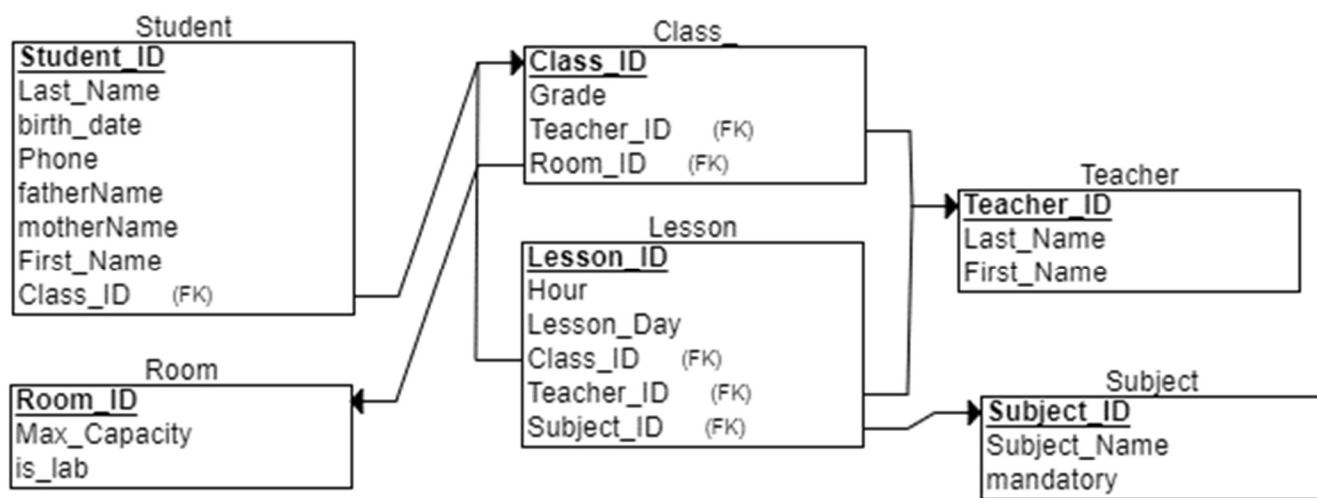 Student
Student_ID
Last_Name
birth_date
Phone
fatherName
motherName
First_Name
Class_ID (FK)
Class_
Class_ID
Grade
Teacher_ID (FK)
Room_ID (FK)
Teacher
Teacher_ID
Last_Name
First_Name
Lesson
Lesson_ID
Hour
Lesson_Day
Class_ID (FK)
Teacher_ID (FK)
Subject_ID (FK)
Room
Room_ID
Max_Capacity
is_lab
Subject
Subject_ID
Subject_Name
mandatory